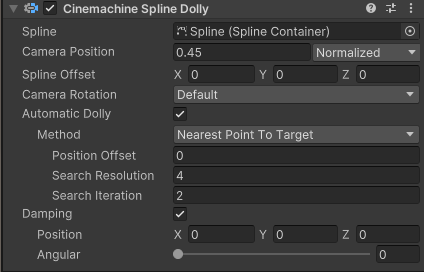 Cinemachine Spline Dolly
Spline Spline (Spline Container)
Camera Position 0.45 Normalized
Spline Offset X 0 Y 0 Z 0
Camera Rotation Default
Automatic Dolly
Method Nearest Point To Target
Position Offset 0
Search Resolution 4
Search Iteration 2
Damping
Position X 0 Y 0 Z 0
Angular 0